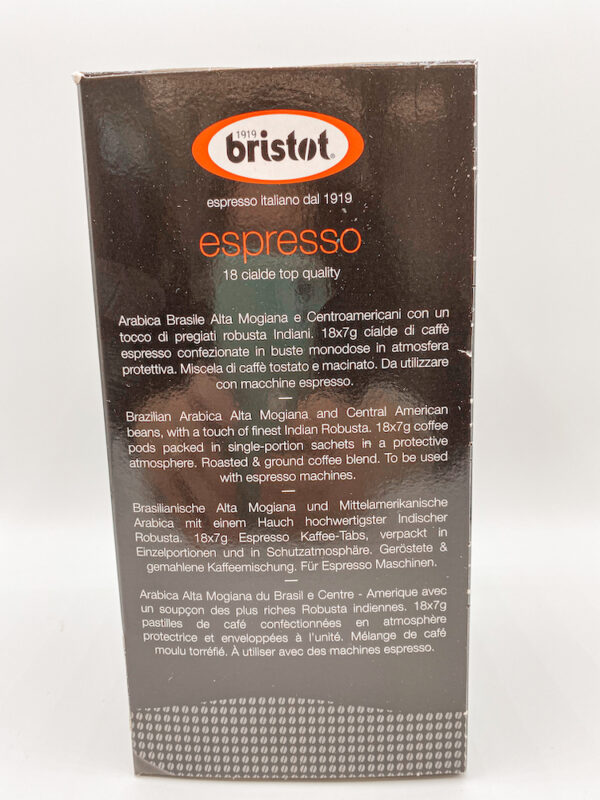 1919
bristot®
espresso italiano dal 1919
espresso
18 cialde top quality
Arabica Brasile Alta Mogiana e Centroamericani con un
tocco di pregiati robusta Indiani. 18x7g cialde di caffè
espresso confezionate in buste monodose in atmosfera
protettiva. Miscela di caffè tostato e macinato. Da utilizzare
con macchine espresso.
—
Brazilian Arabica Alta Mogiana and Central American
beans, with a touch of finest Indian Robusta. 18x7g coffee
pods packed in single-portion sachets in a protective
atmosphere. Roasted & ground coffee blend. To be used
with espresso machines.
—
Brasilianische Alta Mogiana und Mittelamerikanische
Arabica mit einem Hauch hochwertigster Indischer
Robusta. 18x7g Espresso Kaffee-Tabs, verpackt in
Einzelportionen und in Schutzatmosphäre. Geröstete &
gemahlene Kaffeemischung. Für Espresso Maschinen.
—
Arabica Alta Mogiana du Brasil e Centre - Amerique avec
un soupçon des plus riches Robusta indiennes. 18x7g
pastilles de café confèctionnées en atmosphère
protectrice et enveloppées à l'unité. Mélange de café
moulu torréfié. À utiliser avec des machines espresso.